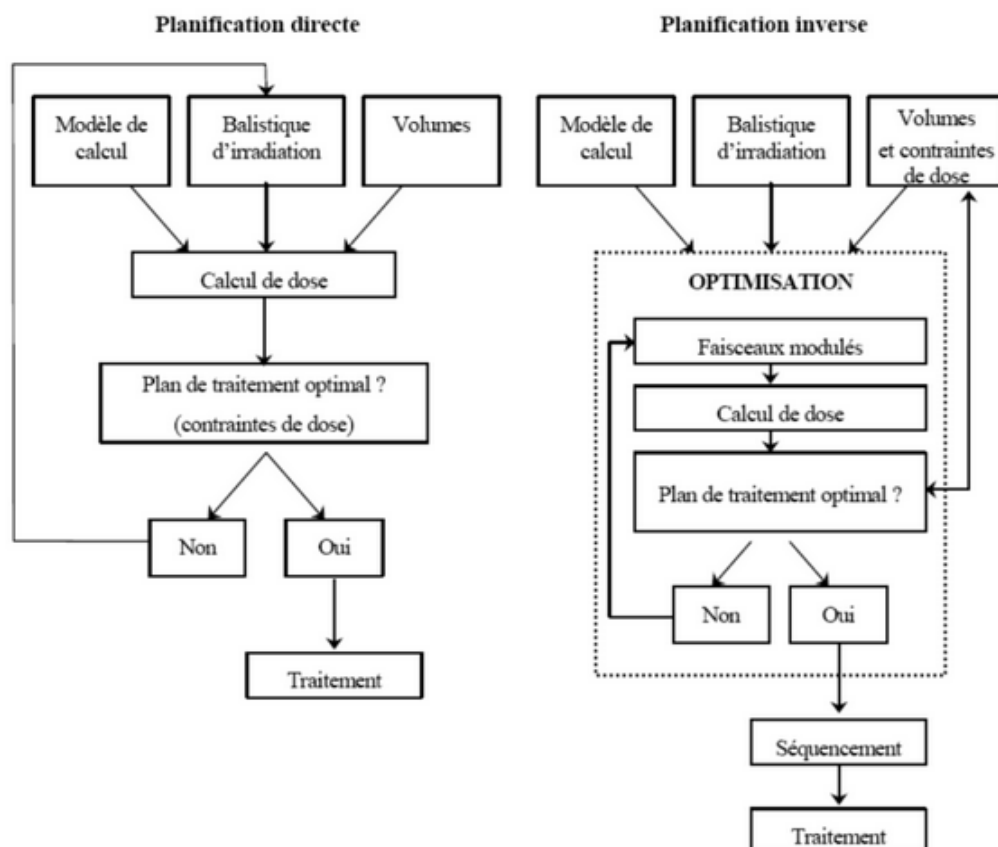 Planification directe
Modèle de
calcul
Balistique
d'irradiation
Volumes
Calcul de dose
Plan de traitement optimal ?
(contraintes de dose)
Non
Oui
Traitement
Planification inverse
Modèle de
calcul
Balistique
d'irradiation
Volumes
et contraintes
de dose
OPTIMISATION
Faisceaux modulés
Calcul de dose
Plan de traitement optimal ?
Non
Oui
Séquencement
Traitement